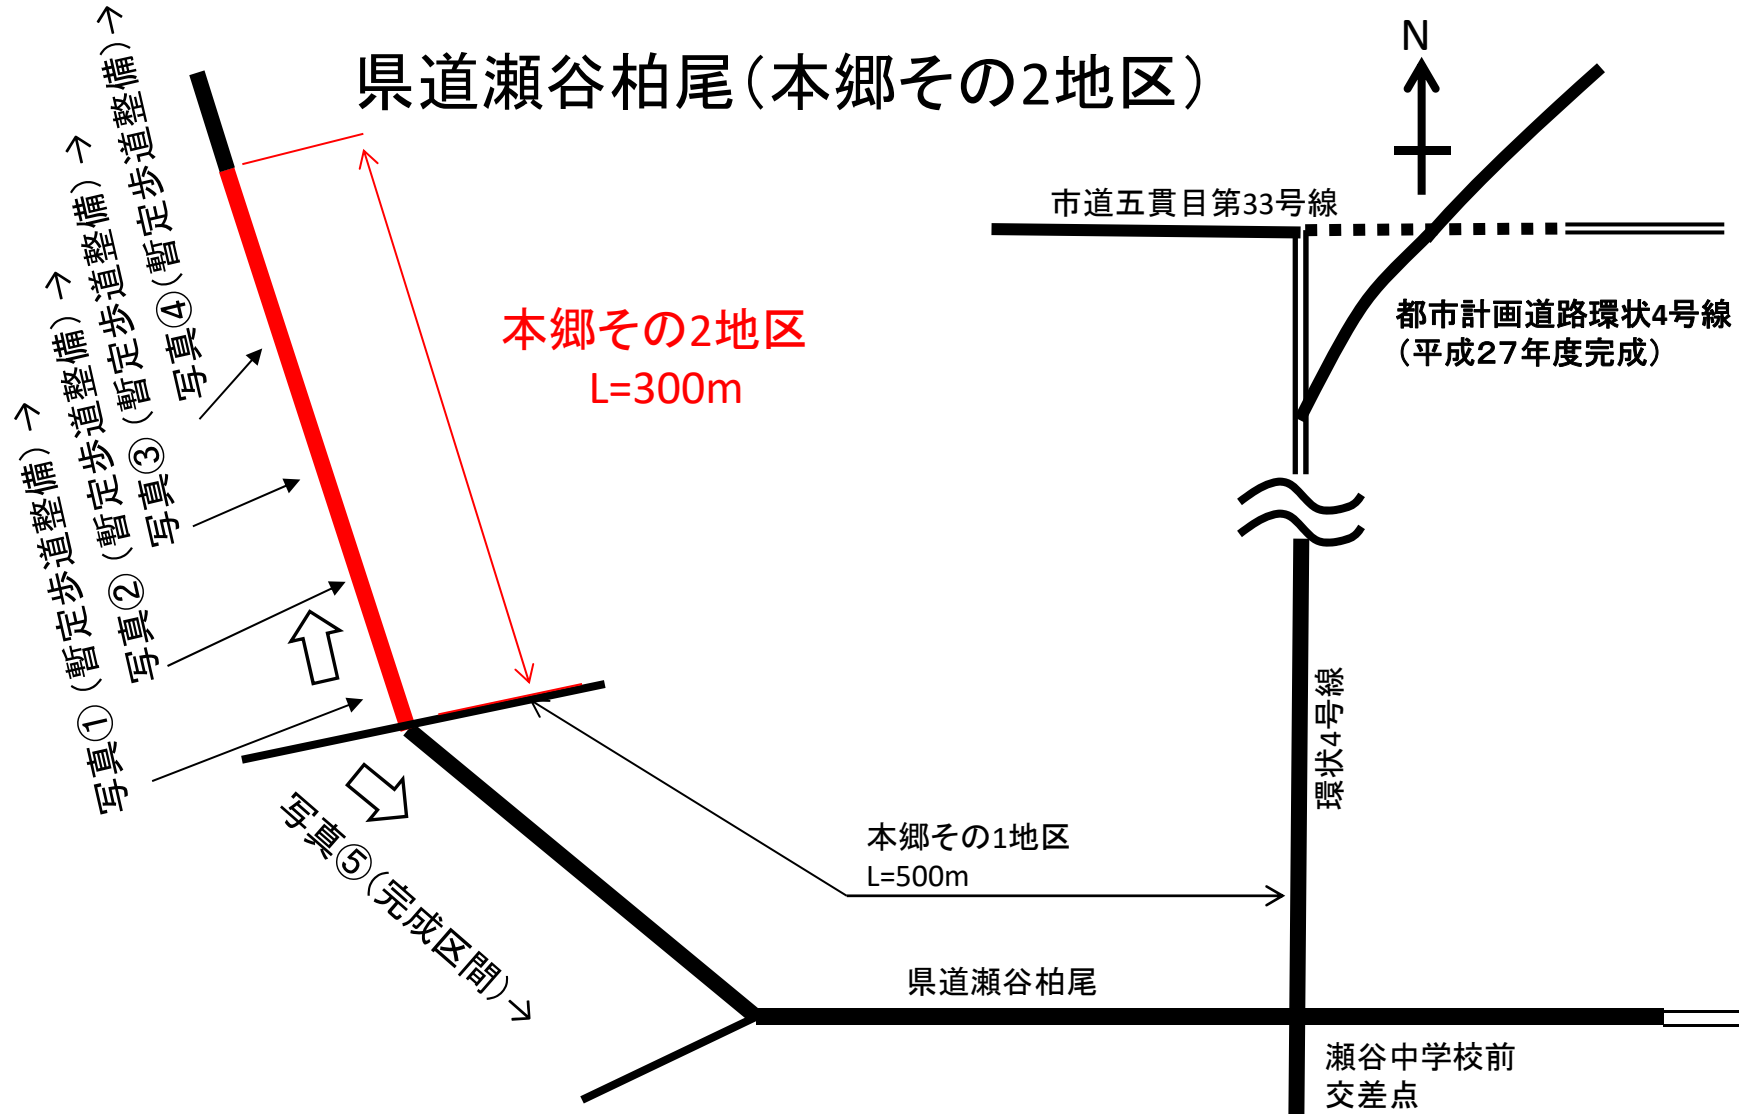 県道瀬谷柏尾（本郷その2地区）
N
市道五貫目第33号線
都市計画道路環状4号線
（平成27年度完成）
本郷その2地区
L=300m
写真①（暂定歩道整備）→
写真②（暫定歩道整備）→
写真③（暫定歩道整備）→
写真④（暫定歩道整備）→
写真⑤（完成区間）→
環状4号線
本郷その1地区
L=500m
県道瀬谷柏尾
瀬谷中学校前
交差点